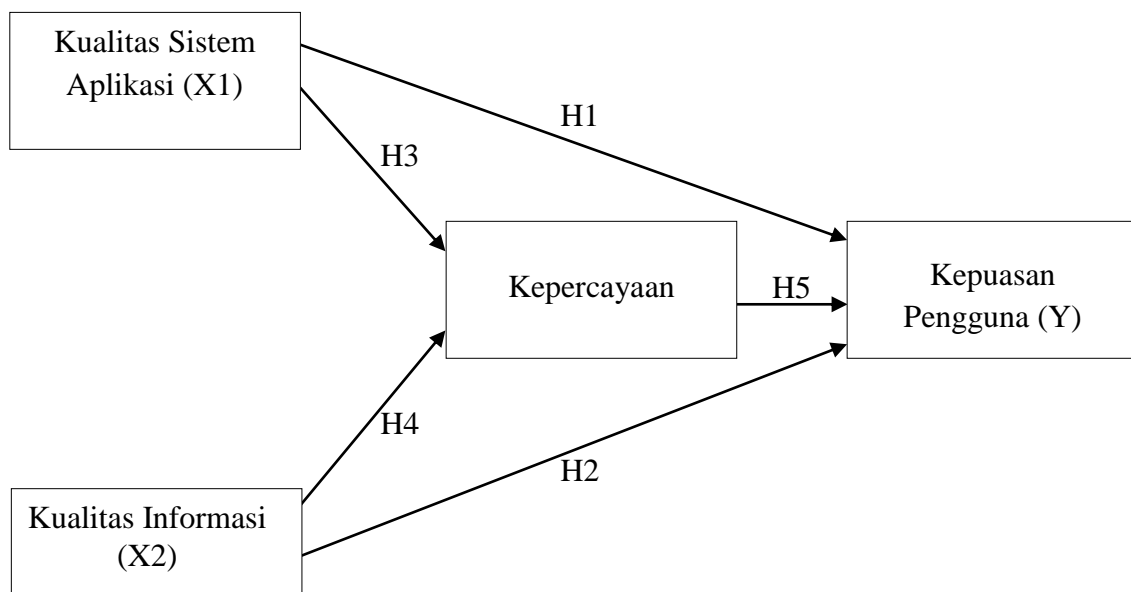 Kualitas Sistem
Aplikasi (X1)
H1
H3
Kepercayaan
H5
Kepuasan
Pengguna (Y)
H4
H2
Kualitas Informasi
(X2)